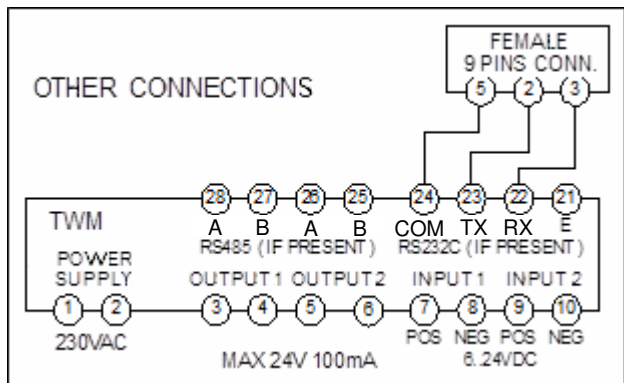 FEMALE
9 PINS CONN.
OTHER CONNECTIONS
5 2 3
28 27 26 25 24 23 22 21
TWM A B A B COM TX RX E
RS485 (IF PRESENT) RS232C (IF PRESENT)
POWER
SUPPLY OUTPUT 1 OUTPUT 2 INPUT 1 INPUT 2
1 2 3 4 5 6 7 8 9 10
230VAC POS NEG POS NEG
MAX 24V 100mA 6..24VDC